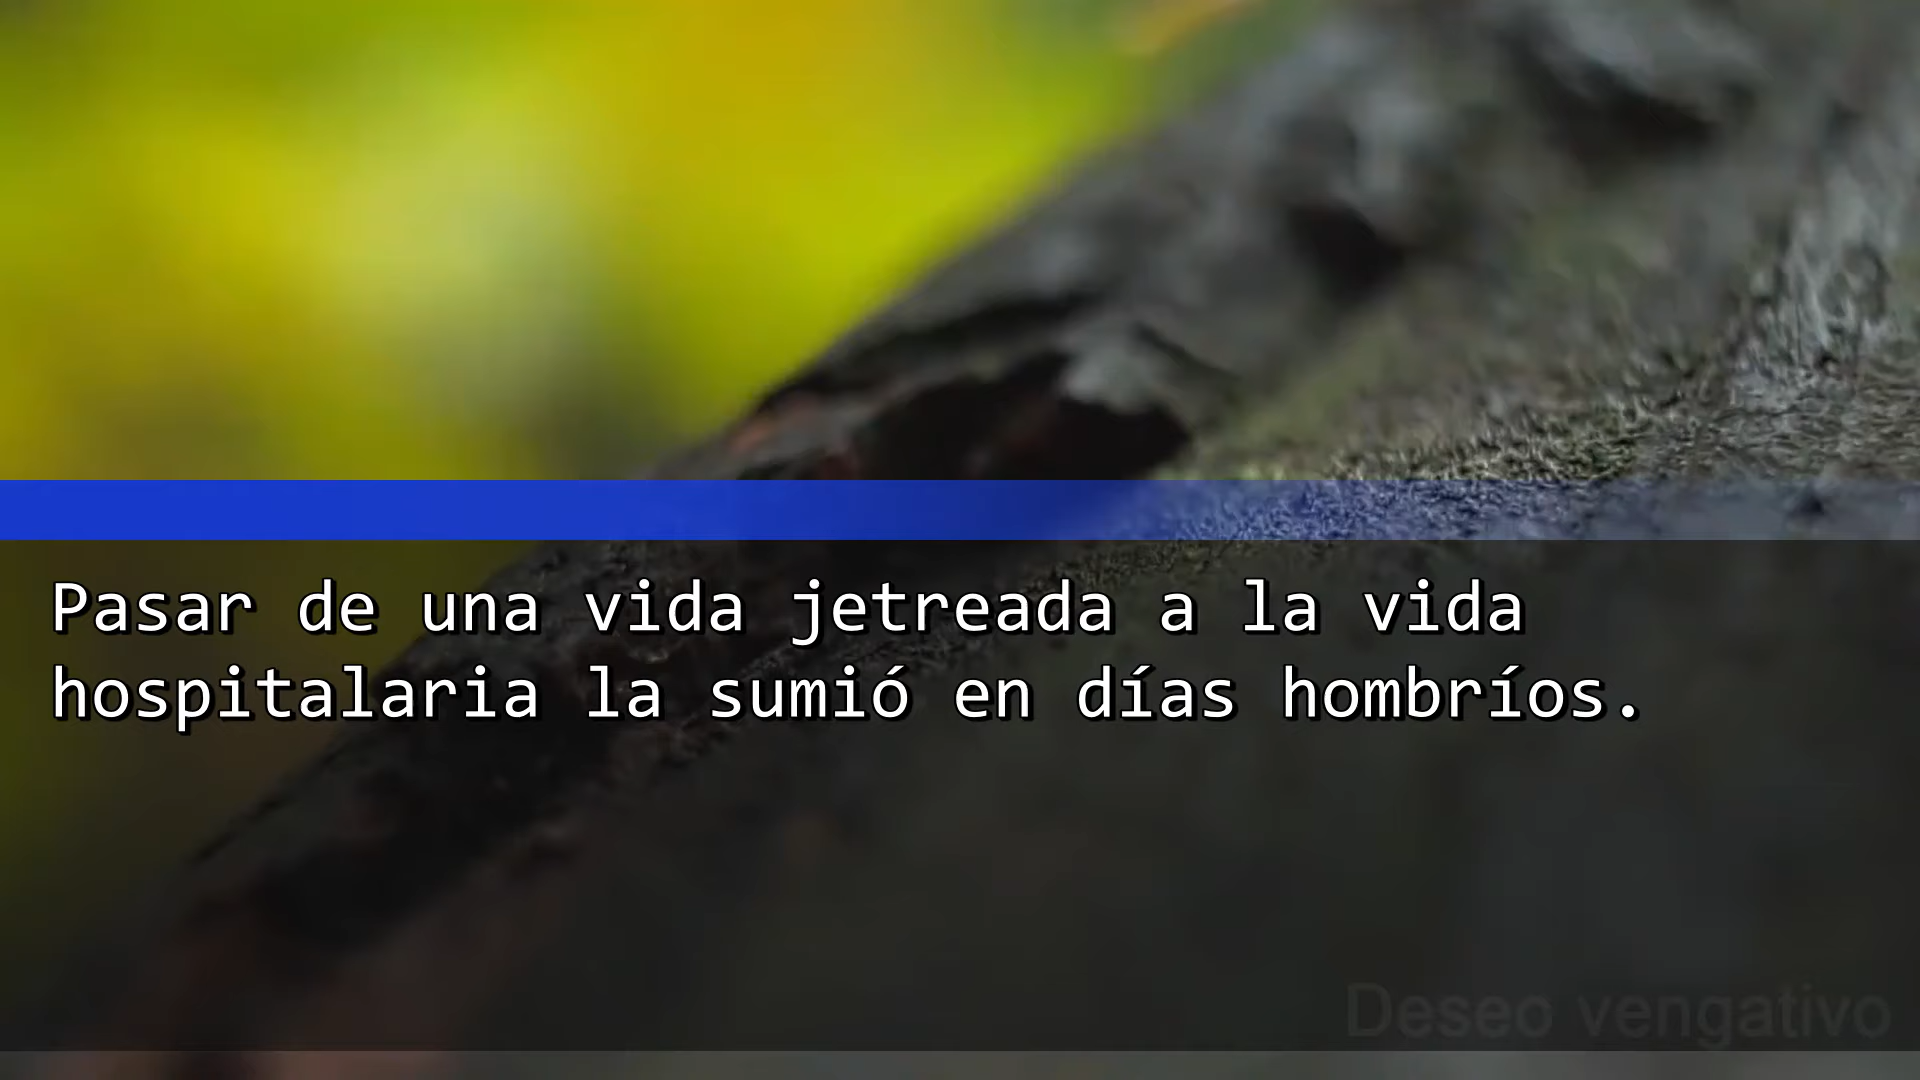 Pasar de una vida jetreada a la vida
hospitalaria la sumió en días hombríos.
Deseo vengativo